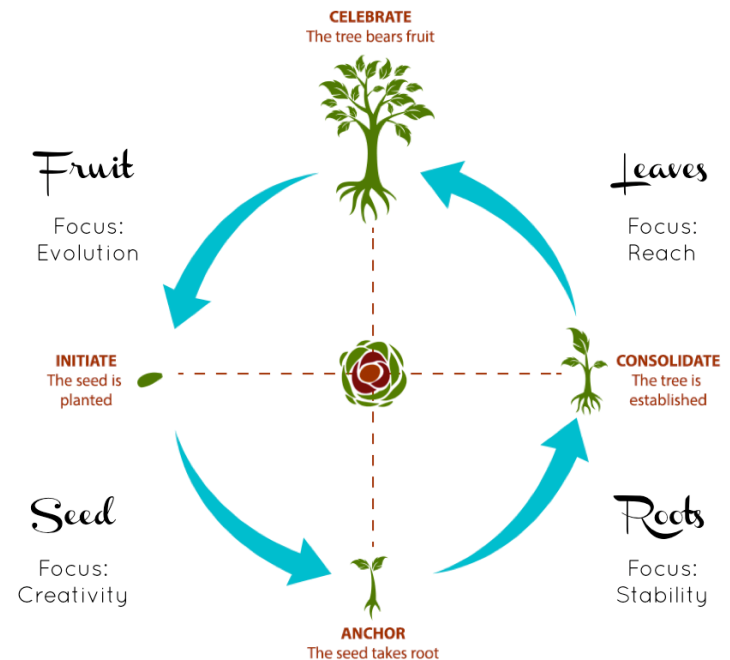 CELEBRATE
The tree bears fruit
Fruit
Focus:
Evolution
Leaves
Focus:
Reach
INITIATE
The seed is
planted
CONSOLIDATE
The tree is
established
Seed
Focus:
Creativity
Roots
Focus:
Stability
ANCHOR
The seed takes root